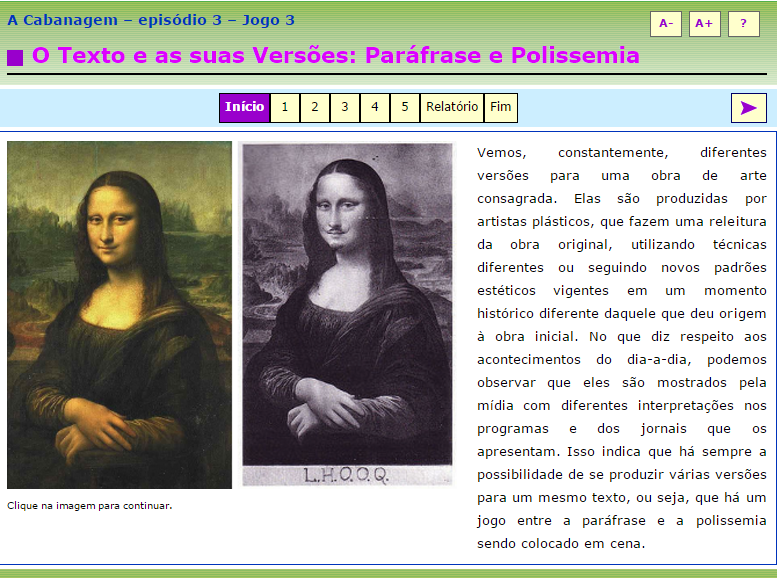 A Cabanagem – episódio 3 – Jogo 3
A- A+ ?
O Texto e as suas Versões: Paráfrase e Polissemia
Início 1 2 3 4 5 Relatório Fim
Vemos, constantemente, diferentes
versões para uma obra de arte
consagrada. Elas são produzidas por
artistas plásticos, que fazem uma releitura
da obra original, utilizando técnicas
diferentes ou seguindo novos padrões
estéticos vigentes em um momento
histórico diferente daquele que deu origem
à obra inicial. No que diz respeito aos
acontecimentos do dia-a-dia, podemos
observar que eles são mostrados pela
mídia com diferentes interpretações nos
programas e dos jornais que os
apresentam. Isso indica que há sempre a
possibilidade de se produzir várias versões
para um mesmo texto, ou seja, que há um
jogo entre a paráfrase e a polissemia
sendo colocado em cena.
L.H.O.O.Q.
Clique na imagem para continuar.